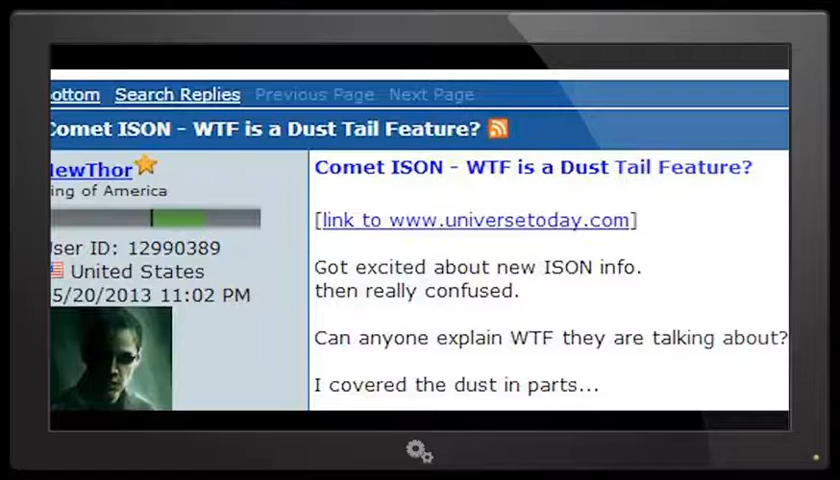 ottom Search Replies Previous Page Next Page
Comet ISON - WTF is a Dust Tail Feature?
NewThor
ing of America
User ID: 12990389
United States
5/20/2013 11:02 PM
Comet ISON - WTF is a Dust Tail Feature?
[link to www.universetoday.com]
Got excited about new ISON info.
then really confused.
Can anyone explain WTF they are talking about?
I covered the dust in parts...